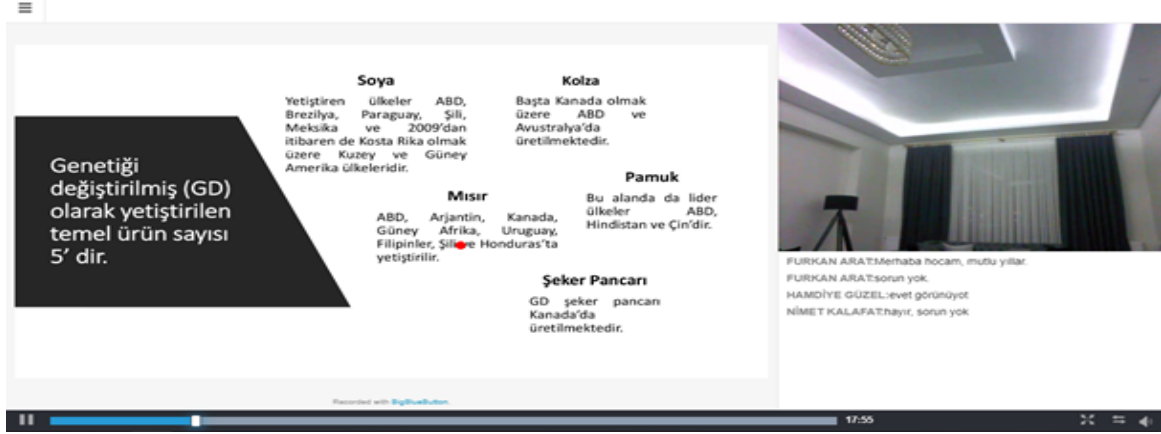 Genetiği
değiştirilmiş (GD)
olarak yetiştirilen
temel ürün sayısı
5' dir.
Soya
Yetiştiren ülkeler ABD,
Brezilya, Paraguay, Şili,
Meksika ve 2009'dan
itibaren de Kosta Rika olmak
üzere Kuzey ve Güney
Amerika ülkeleridir.
Kolza
Başta Kanada olmak
üzere ABD ve
Avustralya'da
üretilmektedir.
Mısır
ABD, Arjantin, Kanada,
Güney Afrika, Uruguay,
Filipinler, Şili ve Honduras'ta
yetiştirilir.
Pamuk
Bu alanda da lider
ülkeler ABD,
Hindistan ve Çin'dir.
Şeker Pancarı
GD şeker pancarı
Kanada'da
üretilmektedir.
Recorded with BigBlueButton.
FURKAN ARAT:Merhaba hocam, mutlu yıllar.
FURKAN ARAT:sorun yok.
HAMDİYE GÜZEL:evet görünüyot
NİMET KALAFAT:hayır, sorun yok
17:55